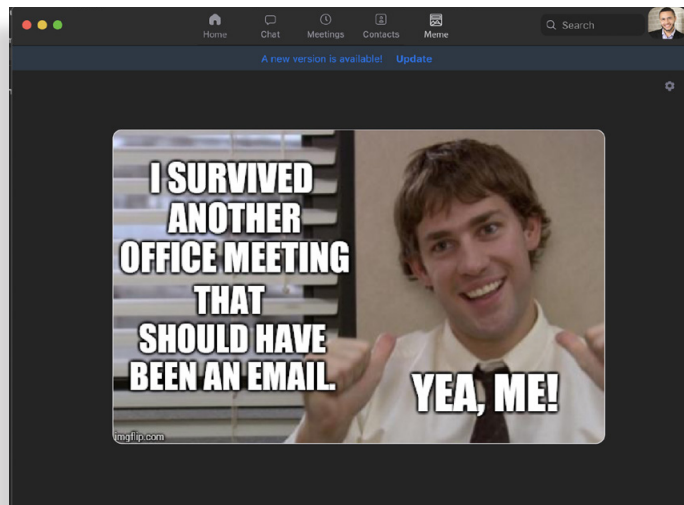 Home Chat Meetings Contacts Meme Search
A new version is available! Update
I SURVIVED
ANOTHER
OFFICE MEETING
THAT
SHOULD HAVE
BEEN AN EMAIL.
YEA, ME!
imgflip.com